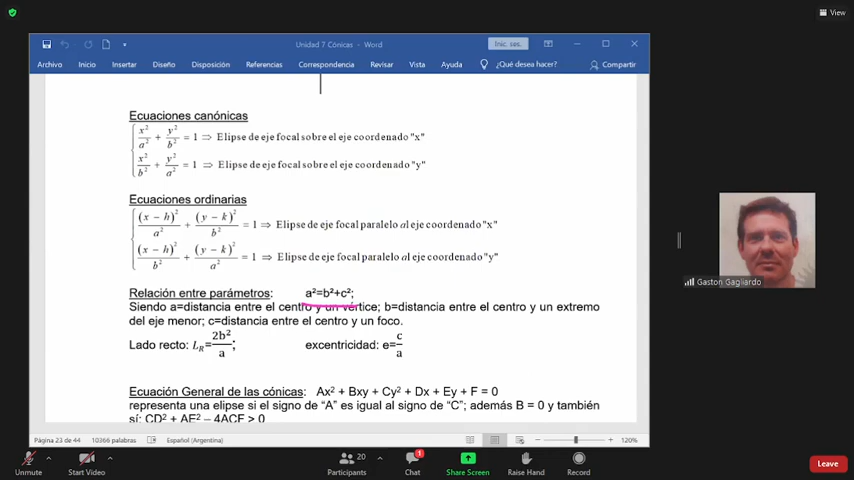 View
Unidad 7 Cónicas - Word
Inic. ses.
Archivo Inicio Insertar Diseño Disposición Referencias Correspondencia Revisar Vista Ayuda ¿Qué desea hacer? Compartir
Ecuaciones canónicas
x²/a² + y²/b² = 1 ⇒ Elipse de eje focal sobre el eje coordenado "x"
x²/b² + y²/a² = 1 ⇒ Elipse de eje focal sobre el eje coordenado "y"
Ecuaciones ordinarias
(x − h)²/a² + (y − k)²/b² = 1 ⇒ Elipse de eje focal paralelo al eje coordenado "x"
(x − h)²/b² + (y − k)²/a² = 1 ⇒ Elipse de eje focal paralelo al eje coordenado "y"
Relación entre parámetros: a²=b²+c²;
Siendo a=distancia entre el centro y un vértice; b=distancia entre el centro y un extremo
del eje menor; c=distancia entre el centro y un foco.
Lado recto: L_R=2b²/a; excentricidad: e=c/a
Ecuación General de las cónicas: Ax² + Bxy + Cy² + Dx + Ey + F = 0
representa una elipse si el signo de “A” es igual al signo de “C”; además B = 0 y también
sí: CD² + AE² – 4ACF > 0
Página 23 de 44 10366 palabras Español (Argentina) 120%
Gaston Gagliardo
Unmute Start Video Participants 20 Chat 1 Share Screen Raise Hand Record Leave